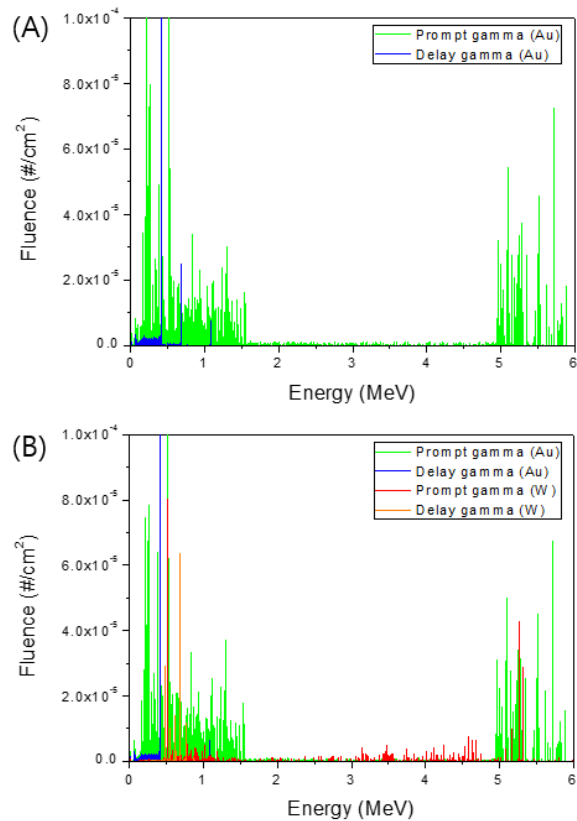 (A)
1.0x10⁻⁴
8.0x10⁻⁵
6.0x10⁻⁵
4.0x10⁻⁵
2.0x10⁻⁵
0.0
Fluence (#/cm²)
Prompt gamma (Au)
Delay gamma (Au)
0 1 2 3 4 5 6
Energy (MeV)
(B)
1.0x10⁻⁴
8.0x10⁻⁵
6.0x10⁻⁵
4.0x10⁻⁵
2.0x10⁻⁵
0.0
Fluence (#/cm²)
Prompt gamma (Au)
Delay gamma (Au)
Prompt gamma (W)
Delay gamma (W)
0 1 2 3 4 5 6
Energy (MeV)